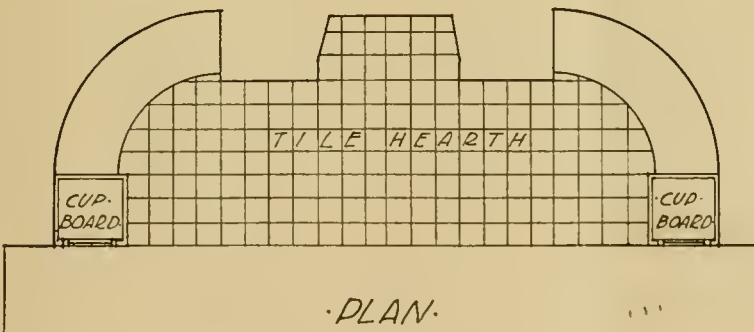 TILE HEARTH
CUP·
BOARD·
·CUP·
BOARD·
·PLAN·